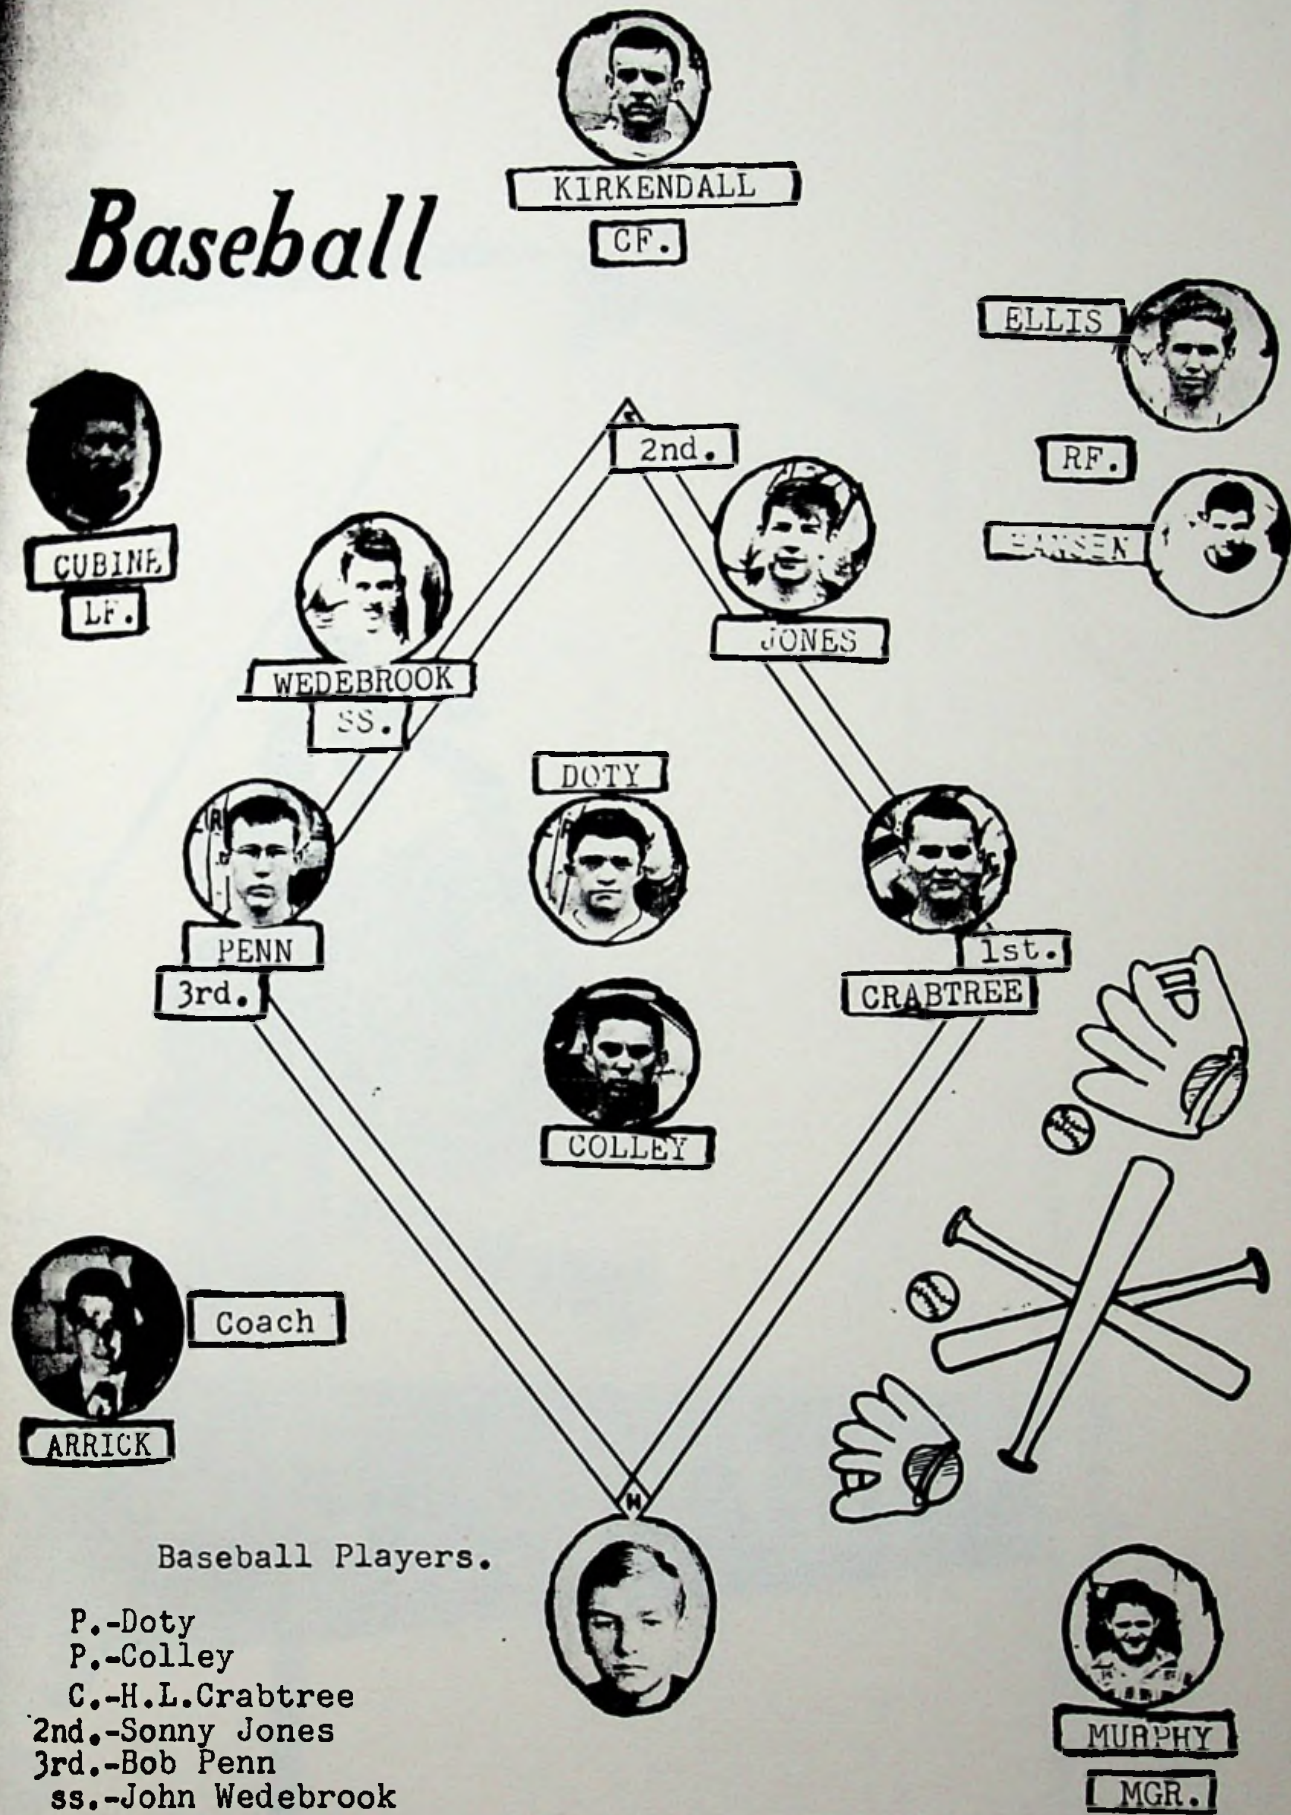 KIRKENDALL
CF.
Baseball
ELLIS
RF.
HANSEN
2nd.
JONES
CUBINE
LF.
WEDEBROOK
SS.
DOTY
PENN
3rd.
1st.
CRABTREE
COLLEY
Coach
ARRICK
H
Baseball Players.
P.-Doty
P.-Colley
C.-H.L.Crabtree
2nd.-Sonny Jones
3rd.-Bob Penn
ss.-John Wedebrook
MURPHY
MGR.